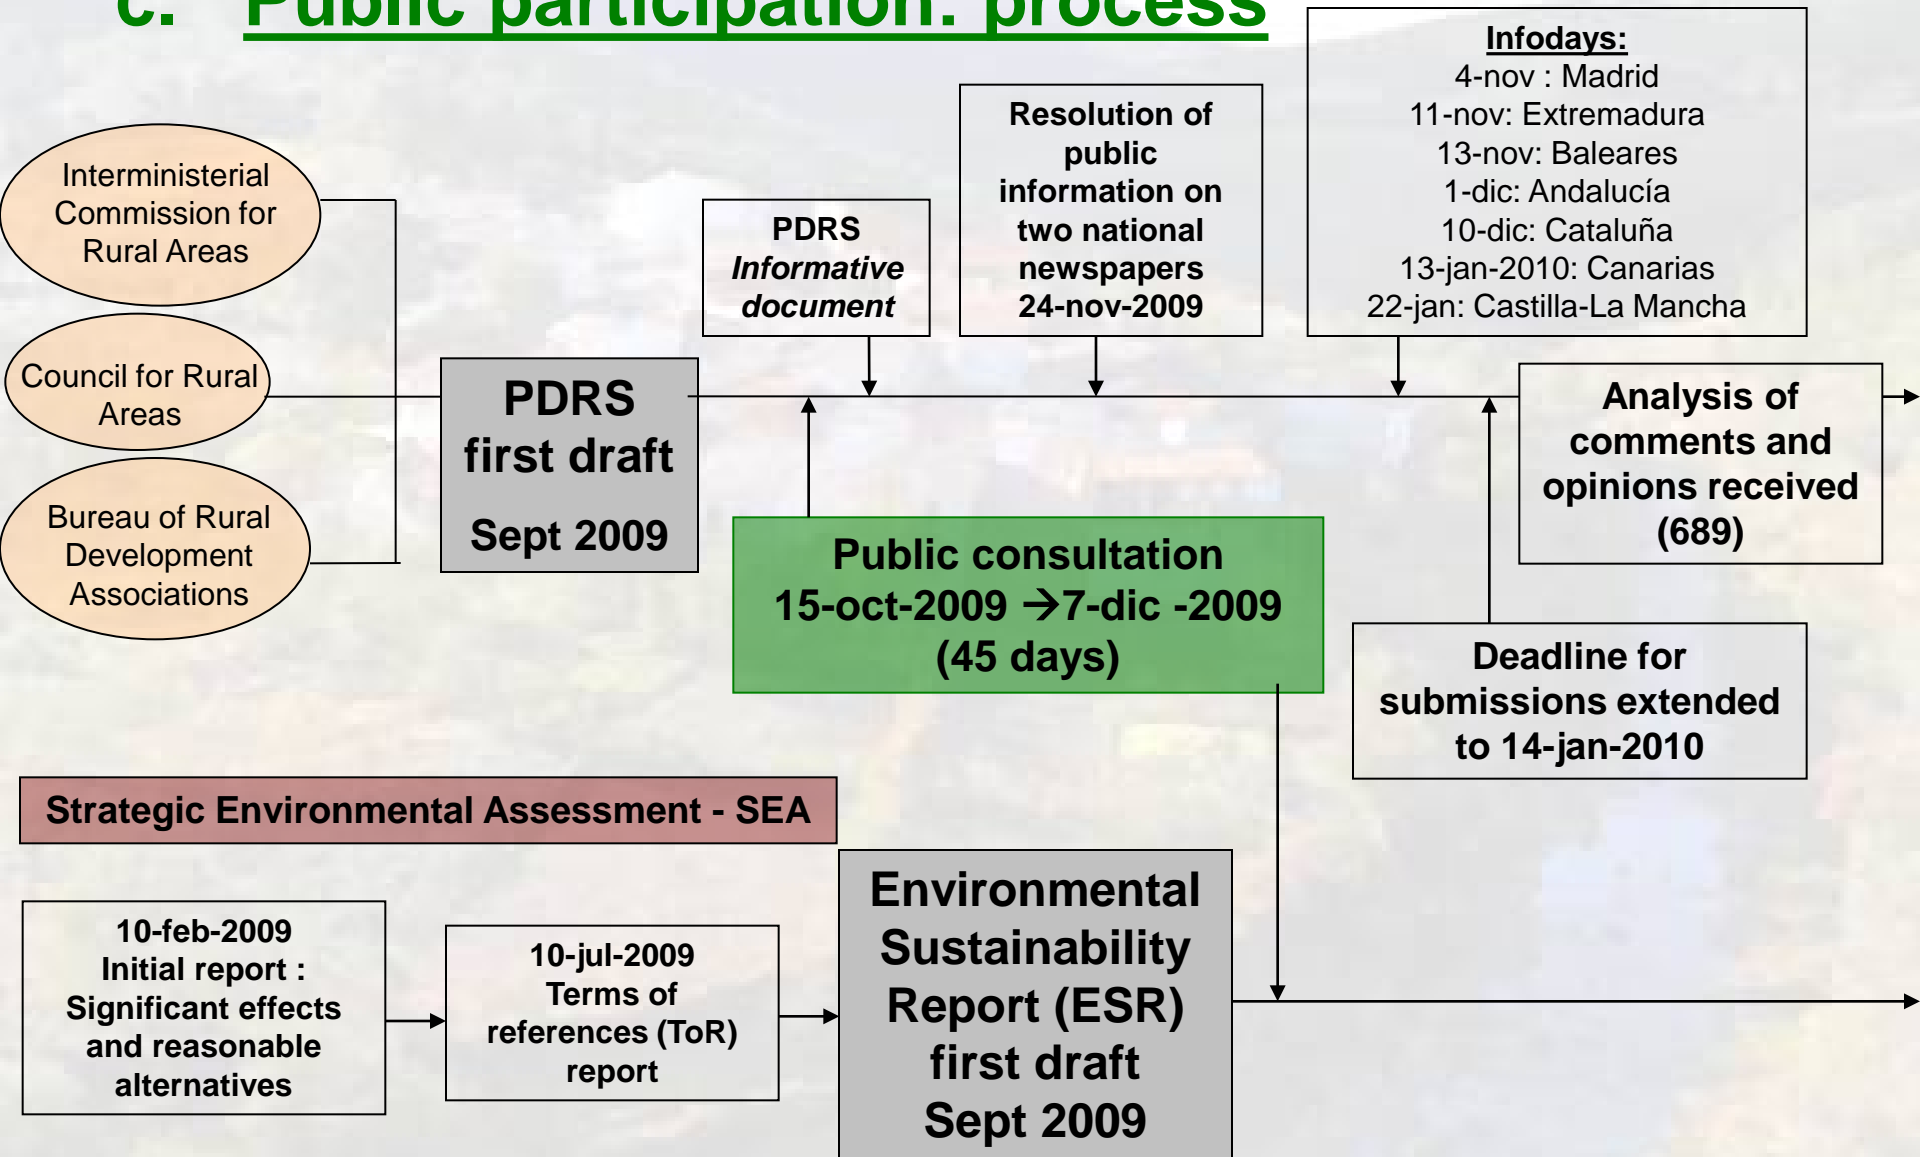 c. Public participation: process
Infodays:
4-nov : Madrid
11-nov: Extremadura
13-nov: Baleares
1-dic: Andalucía
10-dic: Cataluña
13-jan-2010: Canarias
22-jan: Castilla-La Mancha
Resolution of
public
information on
two national
newspapers
24-nov-2009
PDRS
Informative
document
Interministerial
Commission for
Rural Areas
Council for Rural
Areas
Bureau of Rural
Development
Associations
PDRS
first draft
Sept 2009
Analysis of
comments and
opinions received
(689)
Public consultation
15-oct-2009 →7-dic -2009
(45 days)
Deadline for
submissions extended
to 14-jan-2010
Strategic Environmental Assessment - SEA
10-feb-2009
Initial report :
Significant effects
and reasonable
alternatives
10-jul-2009
Terms of
references (ToR)
report
Environmental
Sustainability
Report (ESR)
first draft
Sept 2009